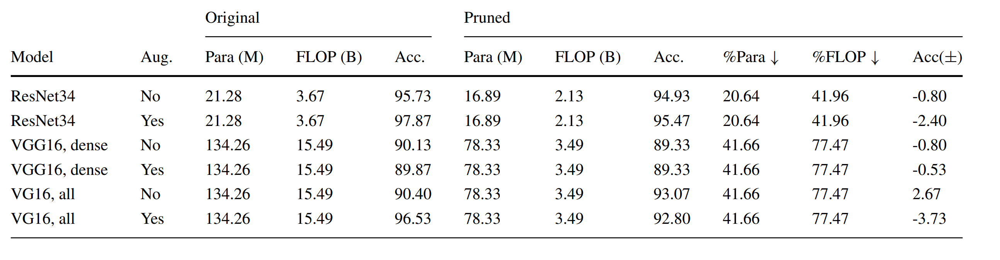 Original Pruned
Model Aug. Para (M) FLOP (B) Acc. Para (M) FLOP (B) Acc. %Para ↓ %FLOP ↓ Acc(±)
ResNet34 No 21.28 3.67 95.73 16.89 2.13 94.93 20.64 41.96 -0.80
ResNet34 Yes 21.28 3.67 97.87 16.89 2.13 95.47 20.64 41.96 -2.40
VGG16, dense No 134.26 15.49 90.13 78.33 3.49 89.33 41.66 77.47 -0.80
VGG16, dense Yes 134.26 15.49 89.87 78.33 3.49 89.33 41.66 77.47 -0.53
VG16, all No 134.26 15.49 90.40 78.33 3.49 93.07 41.66 77.47 2.67
VG16, all Yes 134.26 15.49 96.53 78.33 3.49 92.80 41.66 77.47 -3.73